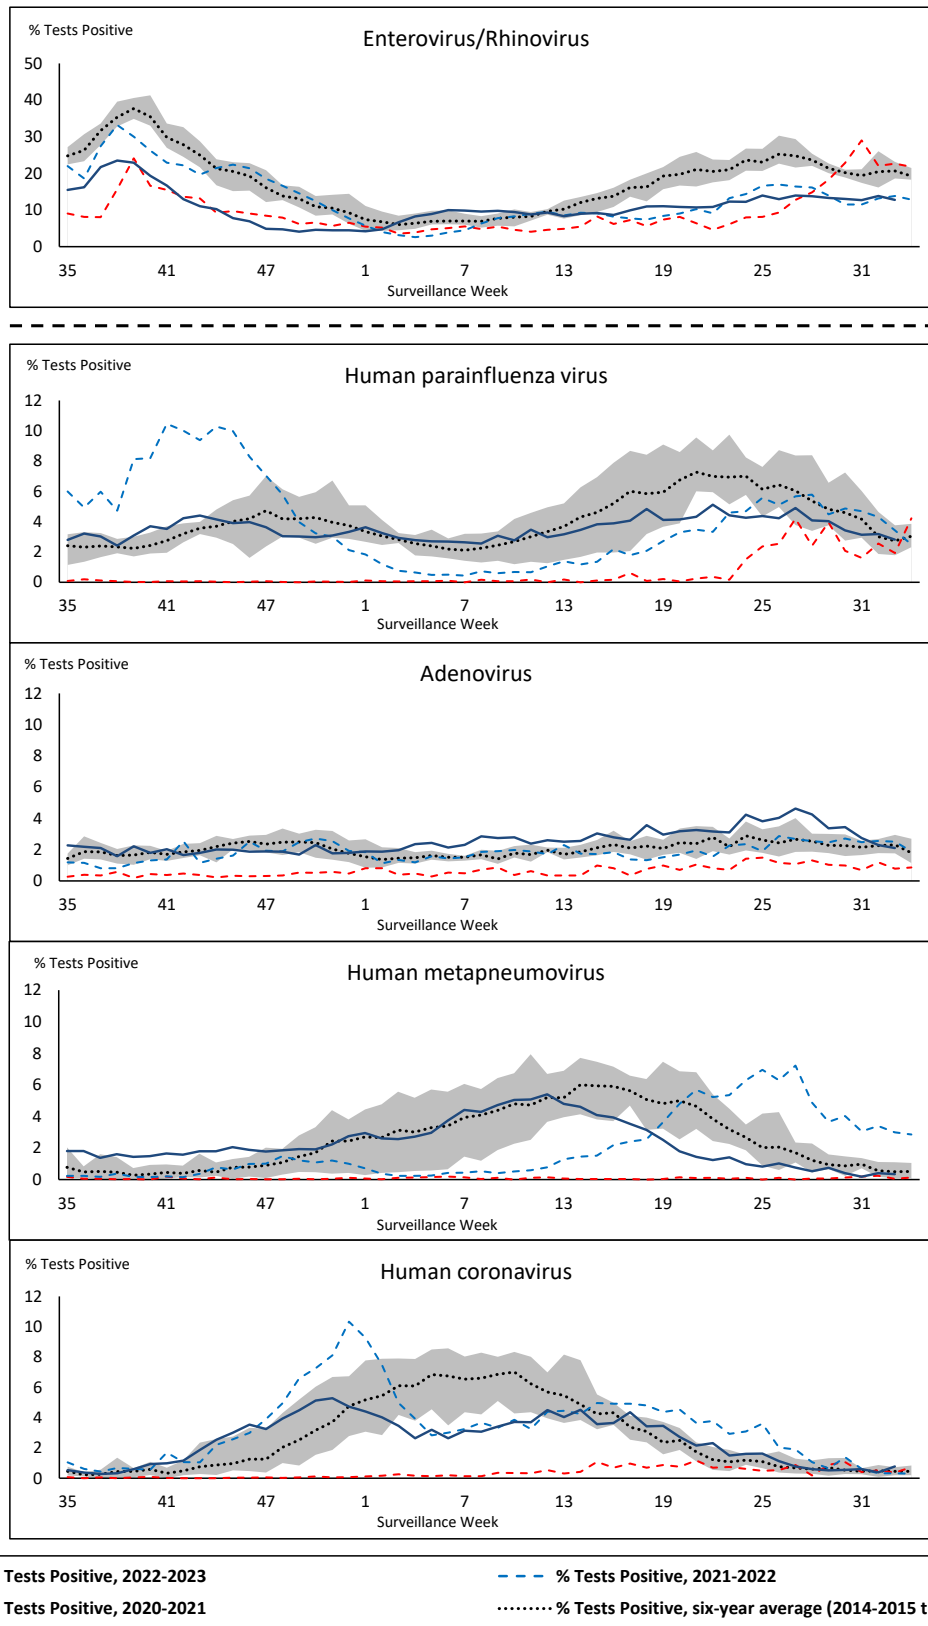 % Tests Positive
Enterovirus/Rhinovirus
50
40
30
20
10
0
35 41 47 1 7 13 19 25 31
Surveillance Week
% Tests Positive
Human parainfluenza virus
12
10
8
6
4
2
0
35 41 47 1 7 13 19 25 31
Surveillance Week
% Tests Positive
Adenovirus
12
10
8
6
4
2
0
35 41 47 1 7 13 19 25 31
Surveillance Week
% Tests Positive
Human metapneumovirus
12
10
8
6
4
2
0
35 41 47 1 7 13 19 25 31
Surveillance Week
% Tests Positive
Human coronavirus
12
10
8
6
4
2
0
35 41 47 1 7 13 19 25 31
Surveillance Week
Tests Positive, 2022-2023 % Tests Positive, 2021-2022
Tests Positive, 2020-2021 % Tests Positive, six-year average (2014-2015 t